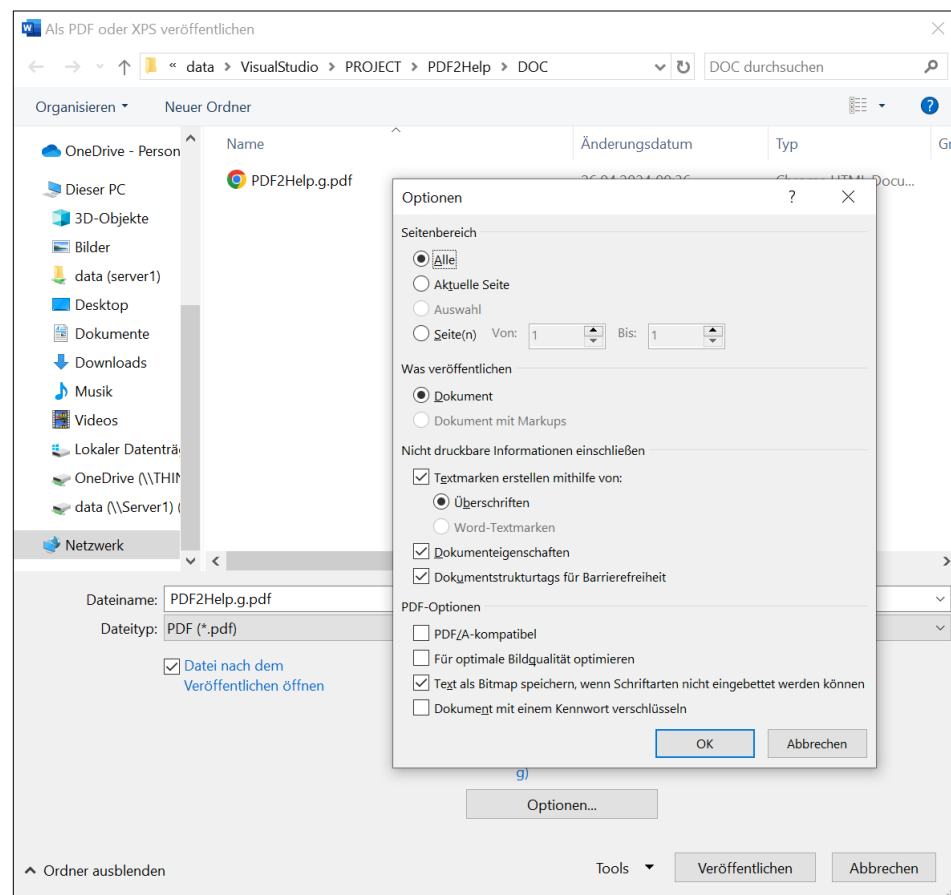 Als PDF oder XPS veröffentlichen
« data > VisualStudio > PROJECT > PDF2Help > DOC
DOC durchsuchen
Organisieren
Neuer Ordner
Name
Änderungsdatum
Typ
OneDrive - Person
PDF2Help.g.pdf
Docu...
Dieser PC
3D-Objekte
Bilder
data (server1)
Desktop
Dokumente
Downloads
Musik
Videos
Lokaler Datenträ
OneDrive (\\THIN
data (\\Server1) (
Netzwerk
Optionen
Seitenbereich
Alle
Aktuelle Seite
Auswahl
Seite(n) Von: 1 Bis: 1
Was veröffentlichen
Dokument
Dokument mit Markups
Nicht druckbare Informationen einschließen
Textmarken erstellen mithilfe von:
Überschriften
Word-Textmarken
Dokumenteigenschaften
Dokumentstrukturtags für Barrierefreiheit
PDF-Optionen
PDF/A-kompatibel
Für optimale Bildqualität optimieren
Text als Bitmap speichern, wenn Schriftarten nicht eingebettet werden können
Dokument mit einem Kennwort verschlüsseln
OK
Abbrechen
Dateiname: PDF2Help.g.pdf
Dateityp: PDF (*.pdf)
Datei nach dem
Veröffentlichen öffnen
g)
Optionen...
Ordner ausblenden
Tools
Veröffentlichen
Abbrechen